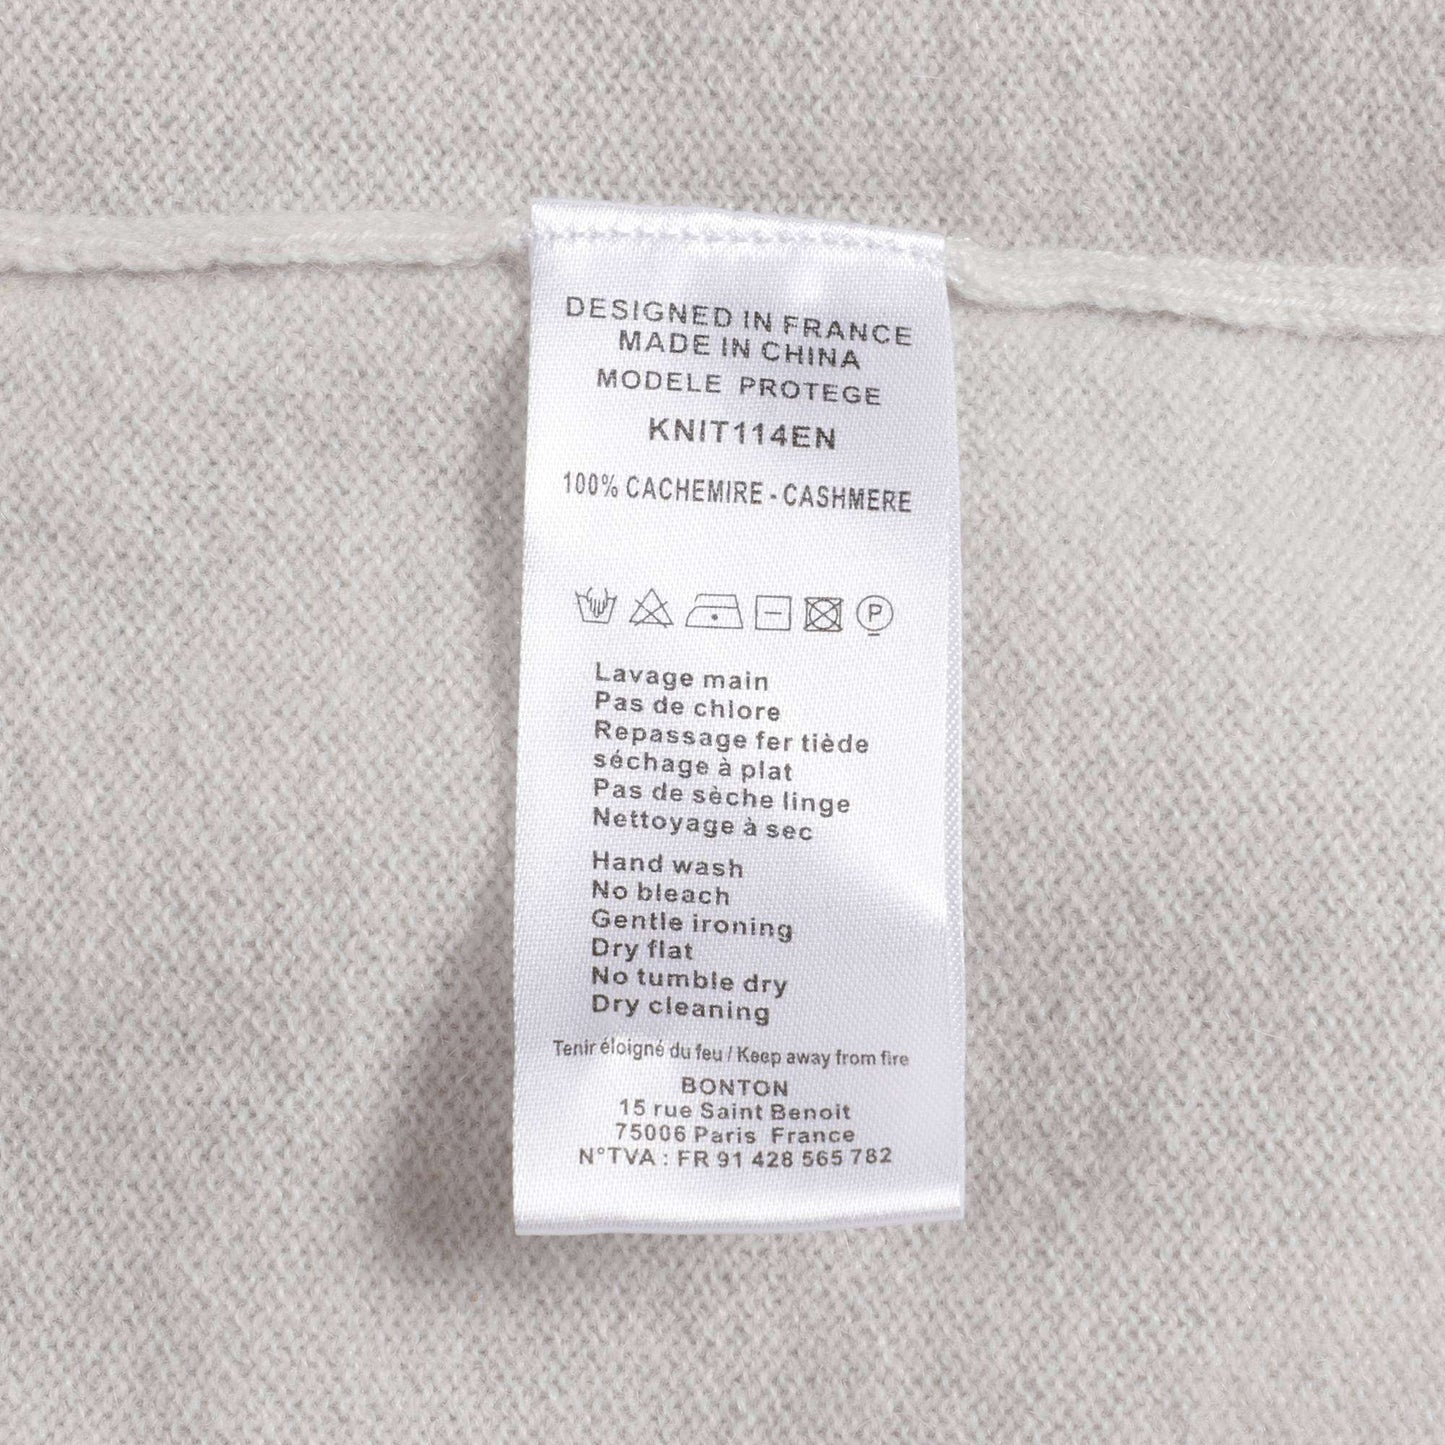 DESIGNED IN FRANCE
MADE IN CHINA
MODELE PROTEGE
KNIT114EN
100% CACHEMIRE - CASHMERE
P
Lavage main
Pas de chlore
Repassage fer tiède
séchage à plat
Pas de sèche linge
Nettoyage à sec
Hand wash
No bleach
Gentle ironing
Dry flat
No tumble dry
Dry cleaning
Tenir éloigné du feu / Keep away from fire
BONTON
15 rue Saint Benoit
75006 Paris France
N°TVA : FR 91 428 565 782